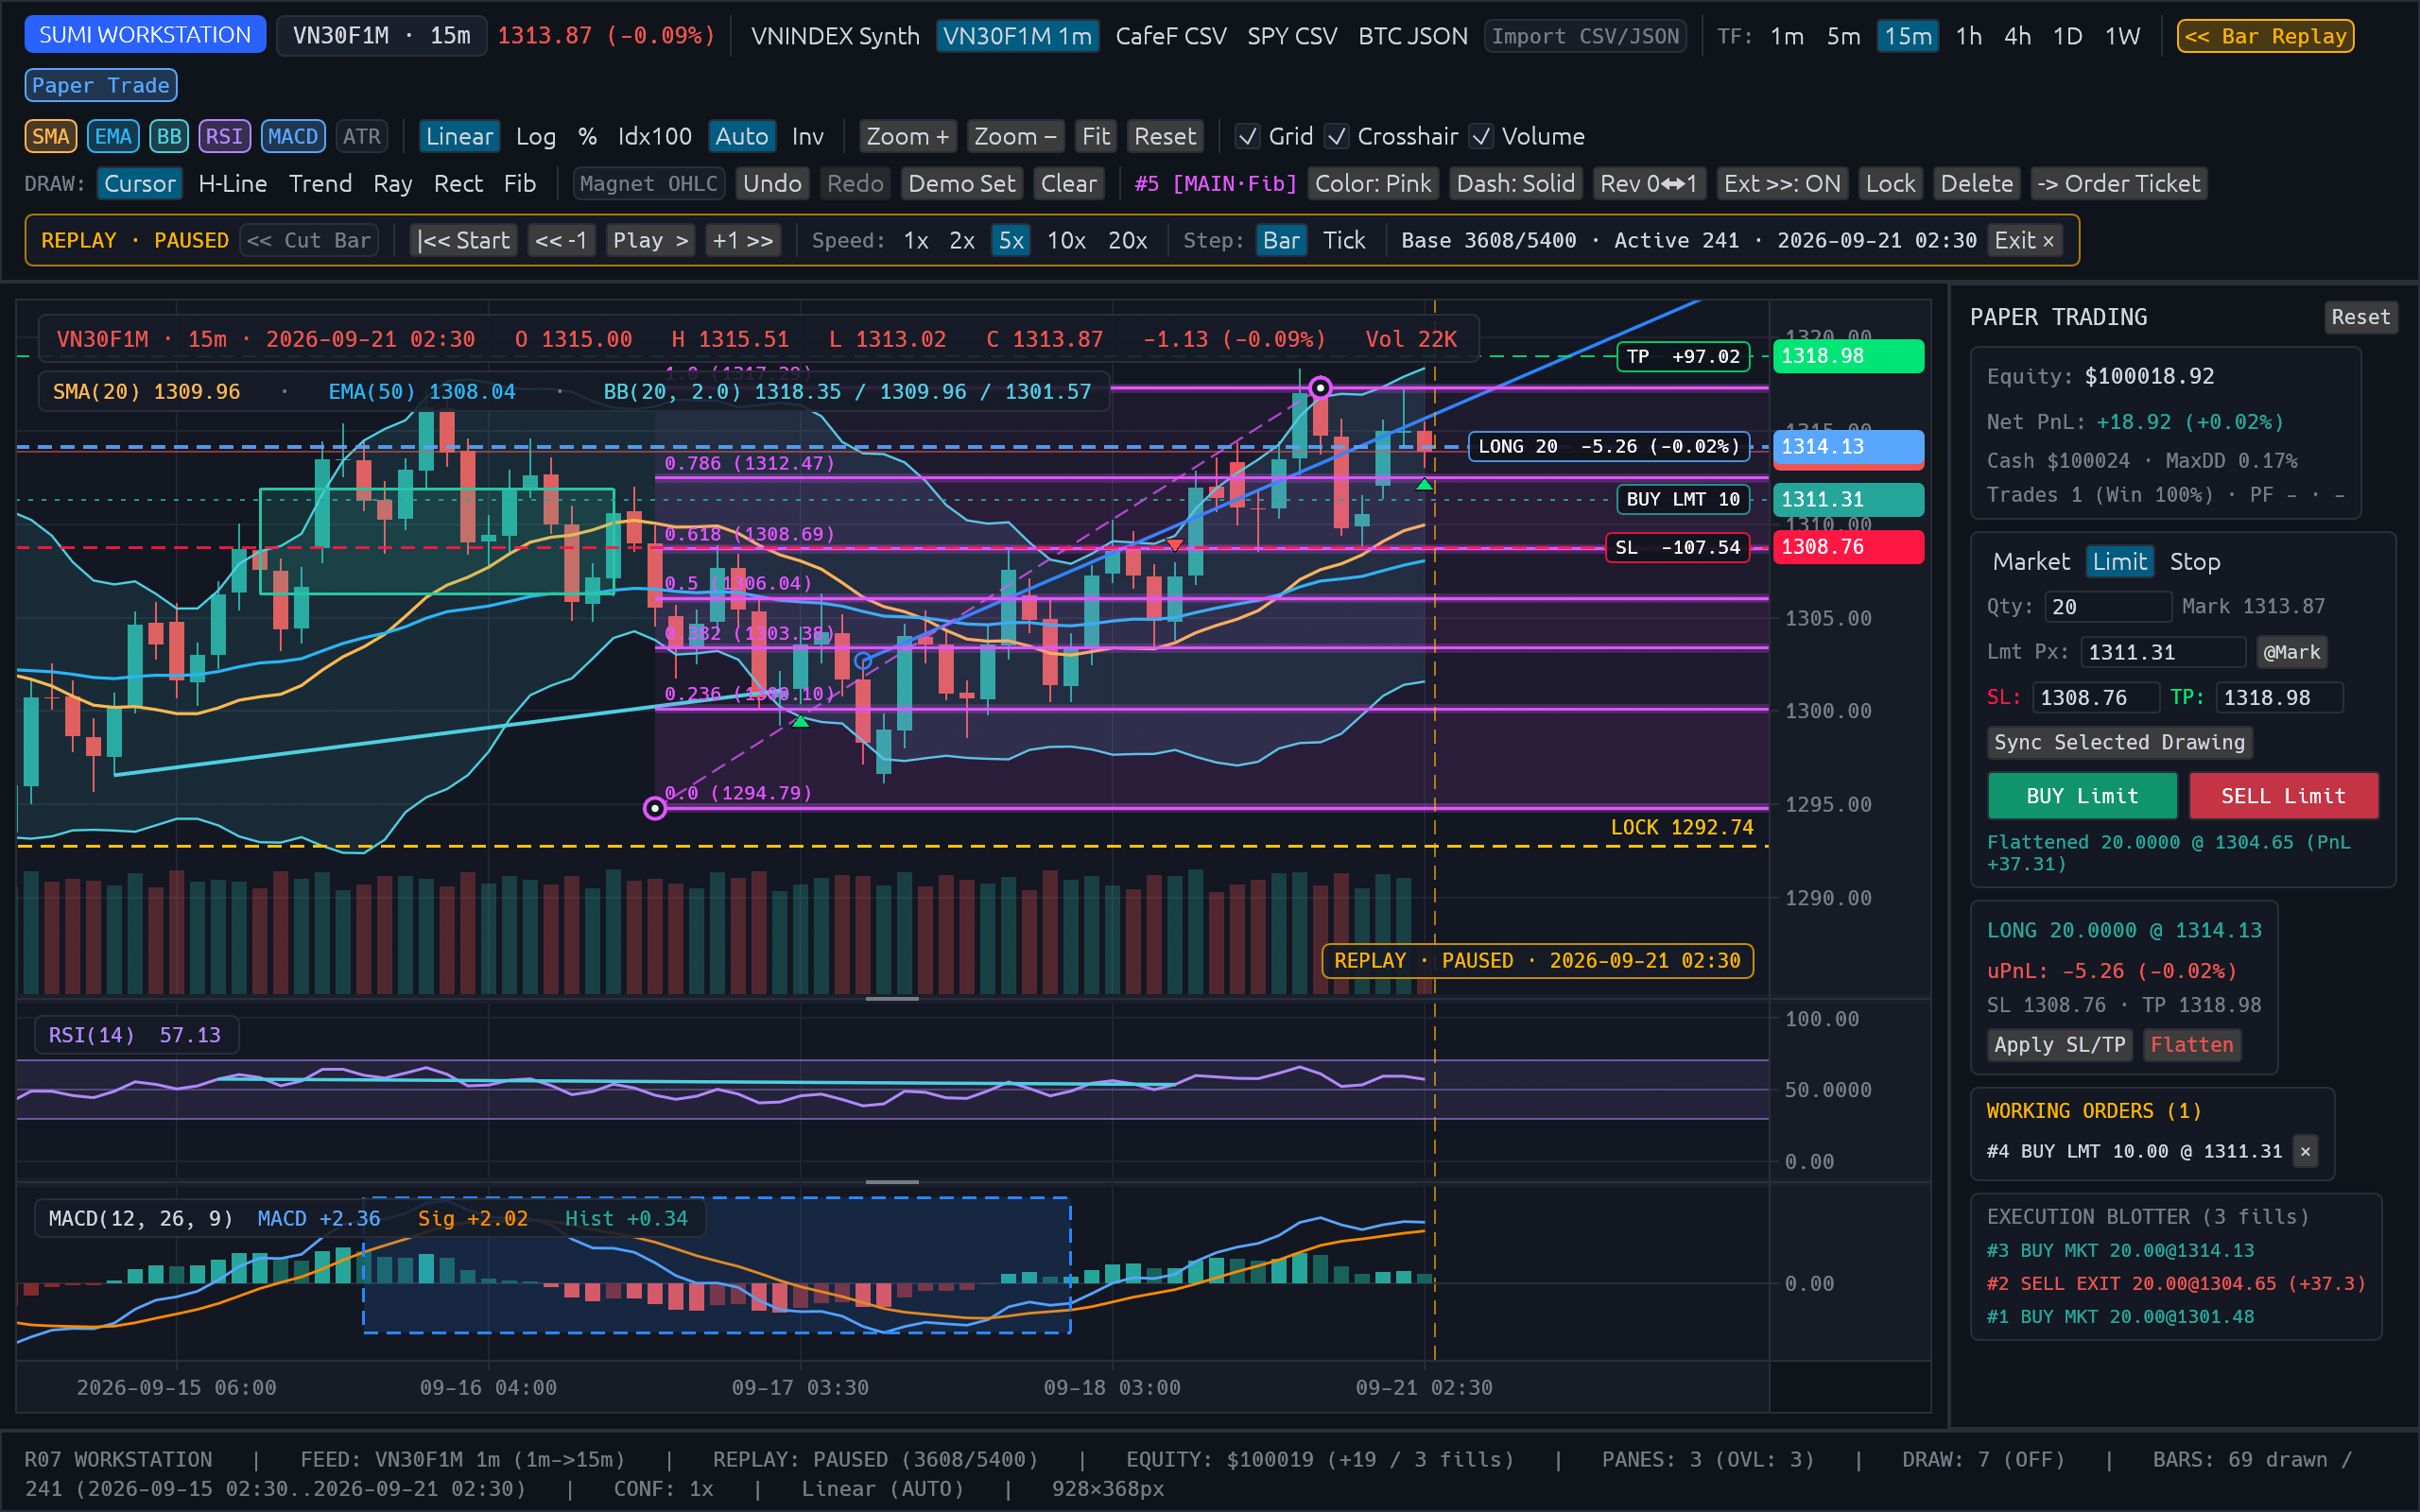 SUMI WORKSTATION VN30F1M · 15m 1313.87 (-0.09%) VNINDEX Synth VN30F1M 1m CafeF CSV SPY CSV BTC JSON Import CSV/JSON TF: 1m 5m 15m 1h 4h 1D 1W << Bar Replay
Paper Trade
SMA EMA BB RSI MACD ATR Linear Log % Idx100 Auto Inv Zoom + Zoom − Fit Reset Grid Crosshair Volume
DRAW: Cursor H-Line Trend Ray Rect Fib Magnet OHLC Undo Redo Demo Set Clear #5 [MAIN·Fib] Color: Pink Dash: Solid Rev 0↔1 Ext >>: ON Lock Delete -> Order Ticket
REPLAY · PAUSED << Cut Bar |<< Start << -1 Play > +1 >> Speed: 1x 2x 5x 10x 20x Step: Bar Tick Base 3608/5400 · Active 241 · 2026-09-21 02:30 Exit ×
VN30F1M · 15m · 2026-09-21 02:30 O 1315.00 H 1315.51 L 1313.02 C 1313.87 -1.13 (-0.09%) Vol 22K
SMA(20) 1309.96 · EMA(50) 1308.04 · BB(20, 2.0) 1318.35 / 1309.96 / 1301.57
1320.00
TP +97.02 1318.98
1.0 (1317.29)
1315.00
LONG 20 -5.26 (-0.02%) 1314.13
0.786 (1312.47)
BUY LMT 10 1311.31
1310.00
0.618 (1308.69)
SL -107.54 1308.76
0.5 (1306.04)
1305.00
0.382 (1303.38)
0.236 (1300.10)
1300.00
0.0 (1294.79)
1295.00
LOCK 1292.74
1290.00
REPLAY · PAUSED · 2026-09-21 02:30
RSI(14) 57.13
100.00
50.0000
0.00
MACD(12, 26, 9) MACD +2.36 Sig +2.02 Hist +0.34
0.00
2026-09-15 06:00 09-16 04:00 09-17 03:30 09-18 03:00 09-21 02:30
PAPER TRADING Reset
Equity: $100018.92
Net PnL: +18.92 (+0.02%)
Cash $100024 · MaxDD 0.17%
Trades 1 (Win 100%) · PF - · -
Market Limit Stop
Qty: 20 Mark 1313.87
Lmt Px: 1311.31 @Mark
SL: 1308.76 TP: 1318.98
Sync Selected Drawing
BUY Limit SELL Limit
Flattened 20.0000 @ 1304.65 (PnL
+37.31)
LONG 20.0000 @ 1314.13
uPnL: -5.26 (-0.02%)
SL 1308.76 · TP 1318.98
Apply SL/TP Flatten
WORKING ORDERS (1)
#4 BUY LMT 10.00 @ 1311.31 ×
EXECUTION BLOTTER (3 fills)
#3 BUY MKT 20.00@1314.13
#2 SELL EXIT 20.00@1304.65 (+37.3)
#1 BUY MKT 20.00@1301.48
R07 WORKSTATION | FEED: VN30F1M 1m (1m->15m) | REPLAY: PAUSED (3608/5400) | EQUITY: $100019 (+19 / 3 fills) | PANES: 3 (OVL: 3) | DRAW: 7 (OFF) | BARS: 69 drawn /
241 (2026-09-15 02:30..2026-09-21 02:30) | CONF: 1x | Linear (AUTO) | 928×368px